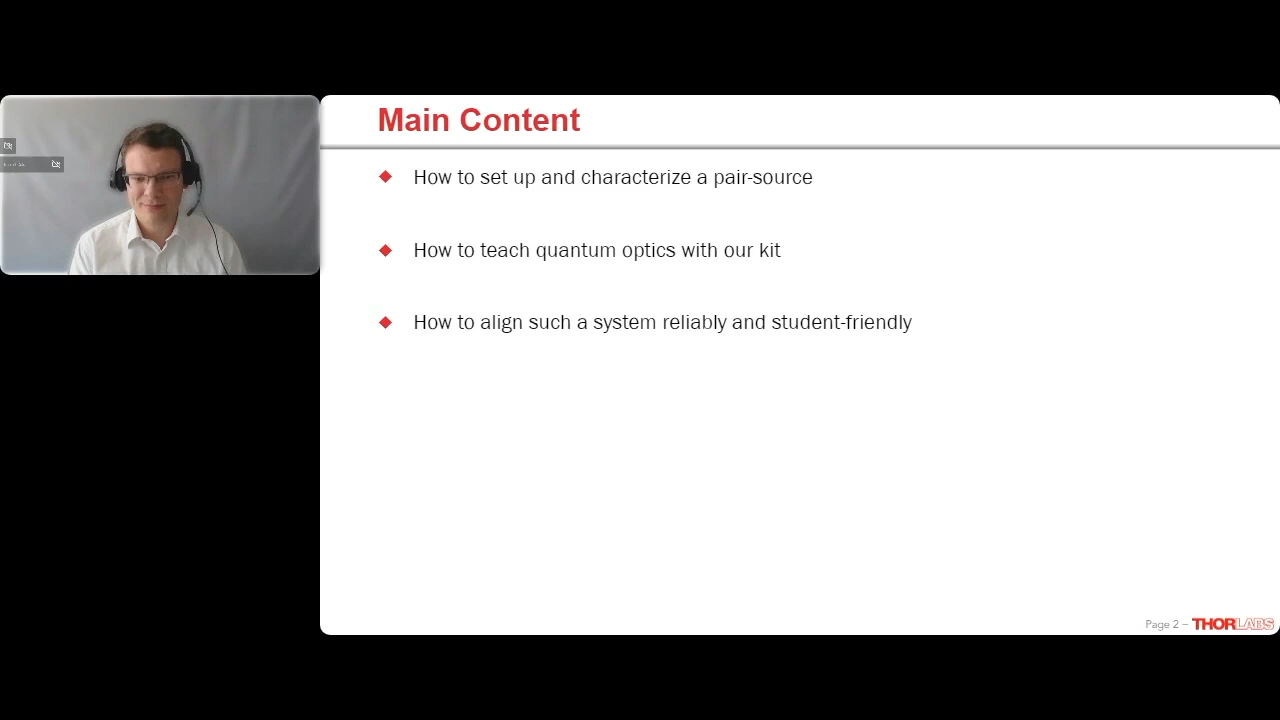 Main Content
How to set up and characterize a pair-source
How to teach quantum optics with our kit
How to align such a system reliably and student-friendly
Page 2 – THORLABS